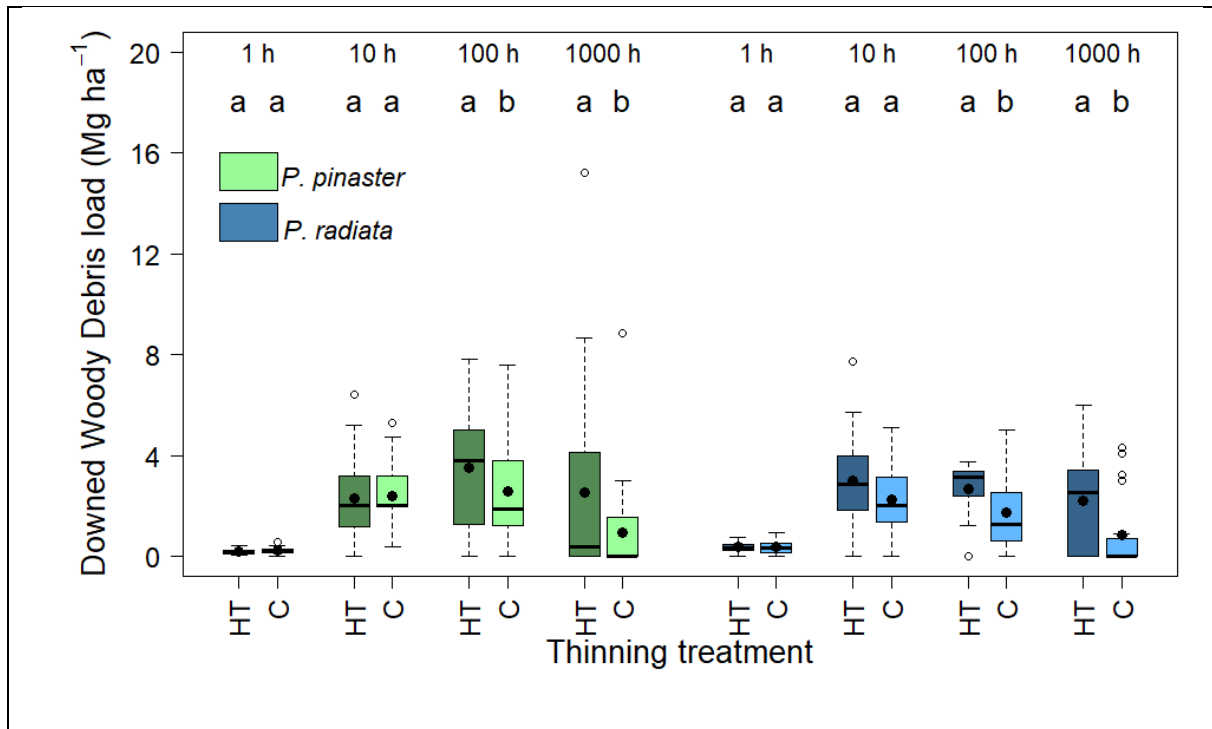 Downed Woody Debris load (Mg ha⁻¹)
20
16
12
8
4
0
1 h 10 h 100 h 1000 h 1 h 10 h 100 h 1000 h
a a a a a b a b a a a a a b a b
P. pinaster
P. radiata
HT C HT C HT C HT C HT C HT C HT C HT C
Thinning treatment